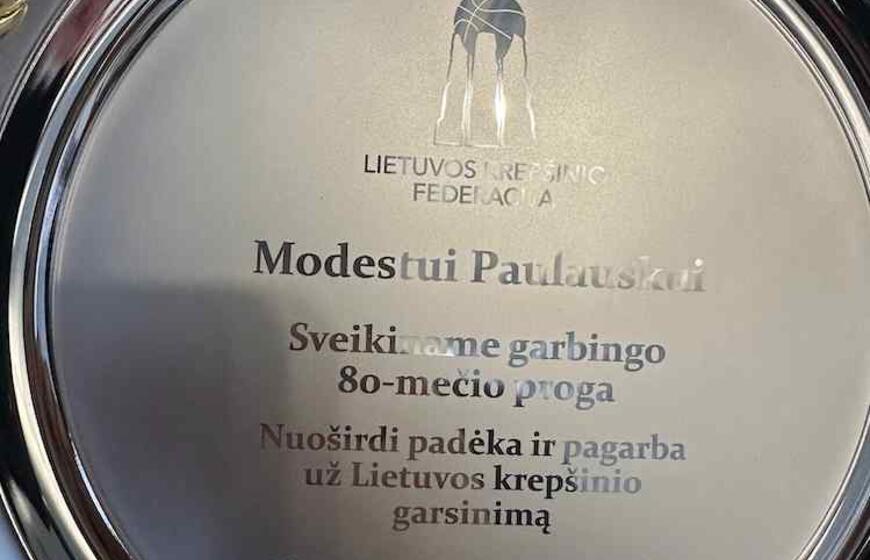 LIETUVOS KREPŠINIO
FEDERACIJA
Modestui Paulauskui
Sveikiname garbingo
80-mečio proga
Nuoširdi padėka ir pagarba
už Lietuvos krepšinio
garsinimą